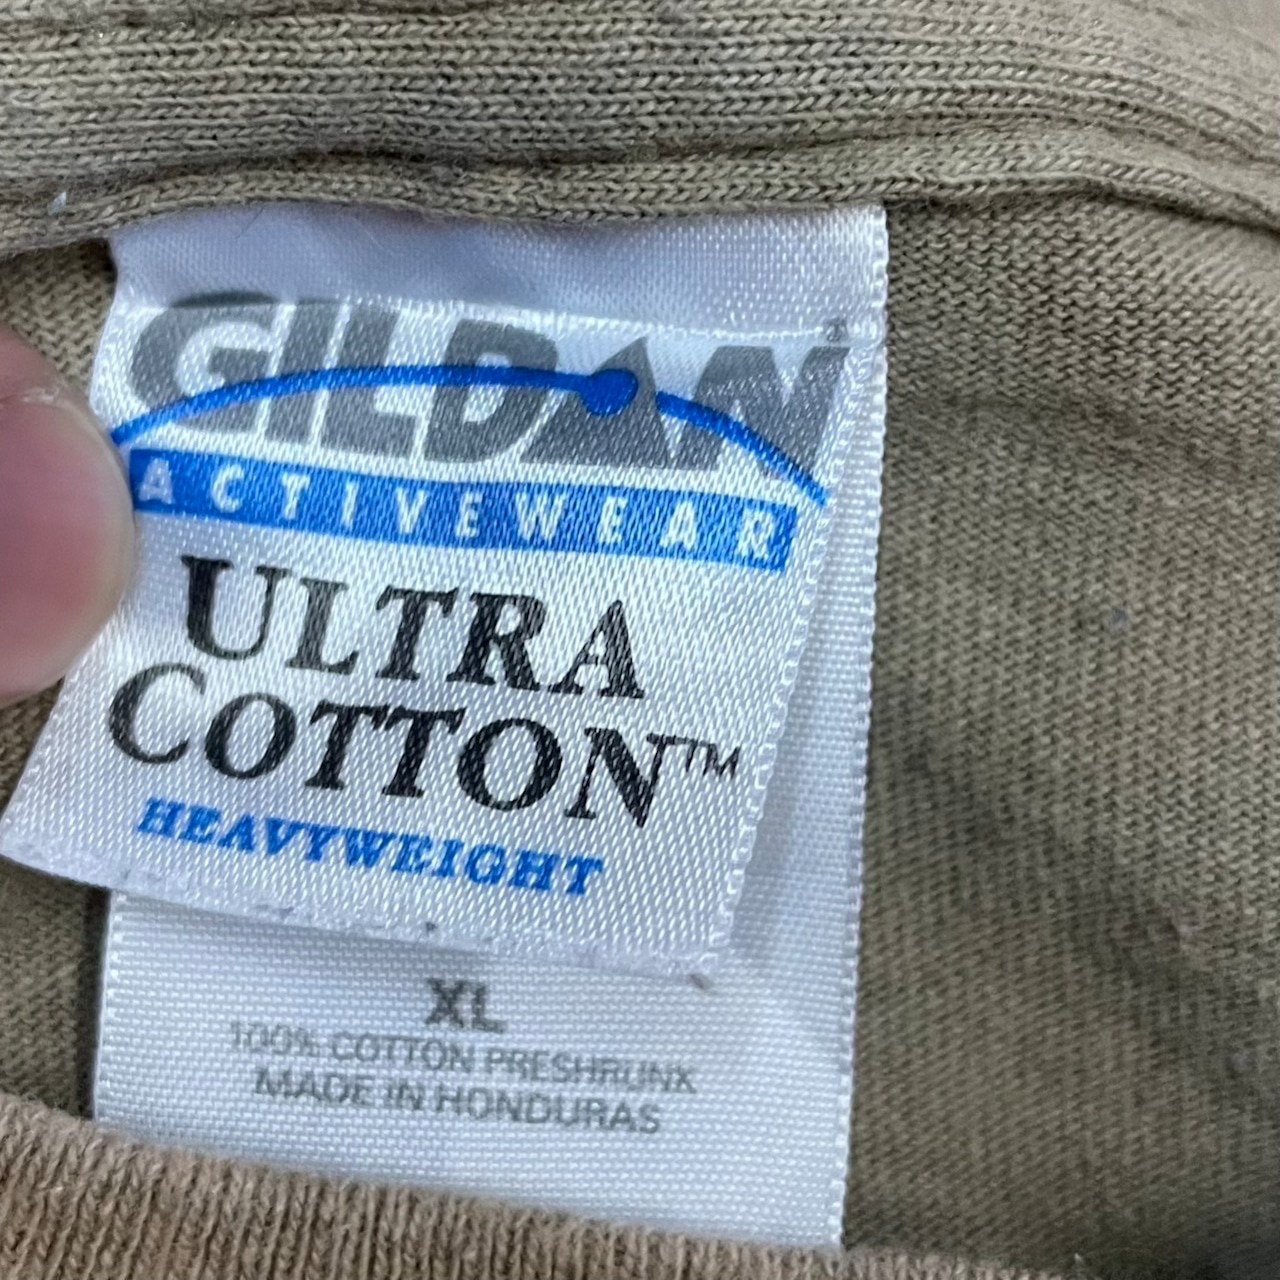 GILDAN®
ACTIVEWEAR
ULTRA
COTTON™
HEAVYWEIGHT
XL
100% COTTON PRESHRUNK
MADE IN HONDURAS